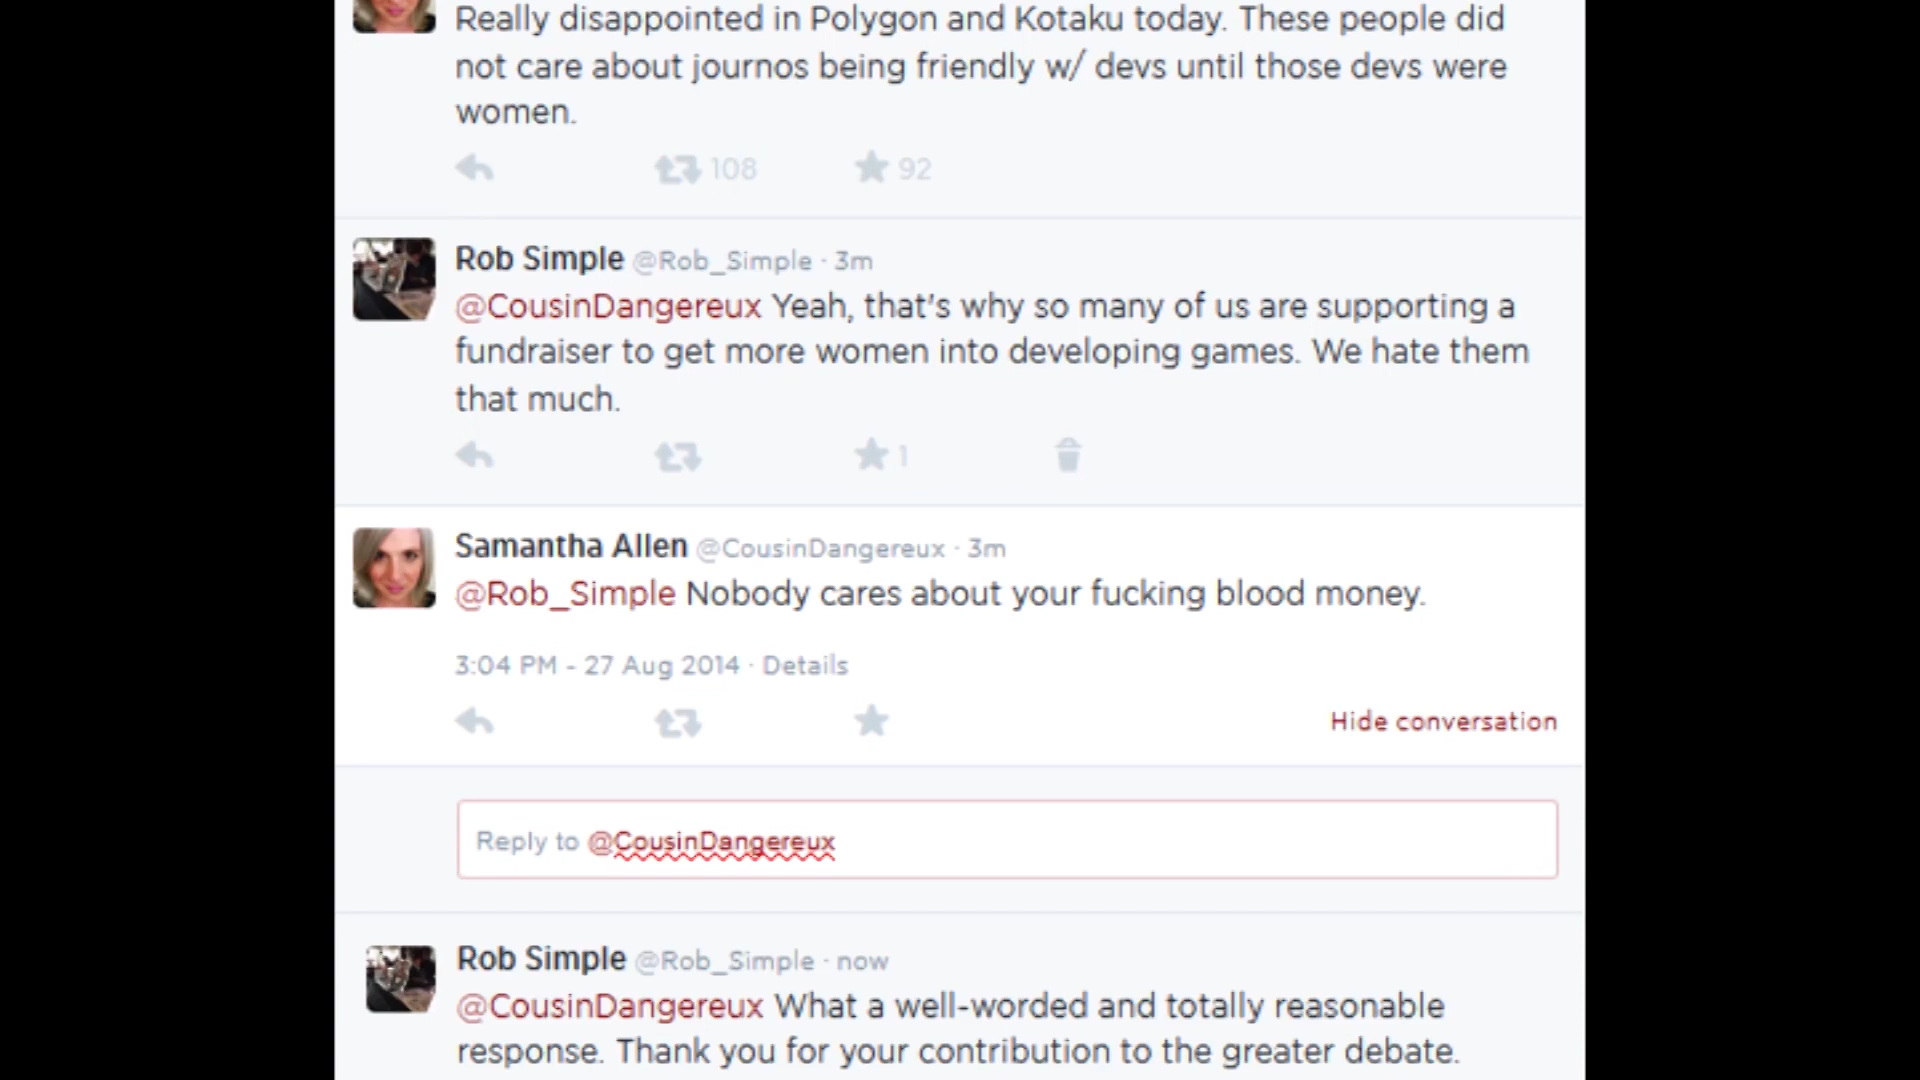 Really disappointed in Polygon and Kotaku today. These people did
not care about journos being friendly w/ devs until those devs were
women.
108 92
Rob Simple @Rob_Simple · 3m
@CousinDangereux Yeah, that's why so many of us are supporting a
fundraiser to get more women into developing games. We hate them
that much.
1
Samantha Allen @CousinDangereux · 3m
@Rob_Simple Nobody cares about your fucking blood money.
3:04 PM - 27 Aug 2014 · Details
Hide conversation
Reply to @CousinDangereux
Rob Simple @Rob_Simple · now
@CousinDangereux What a well-worded and totally reasonable
response. Thank you for your contribution to the greater debate.